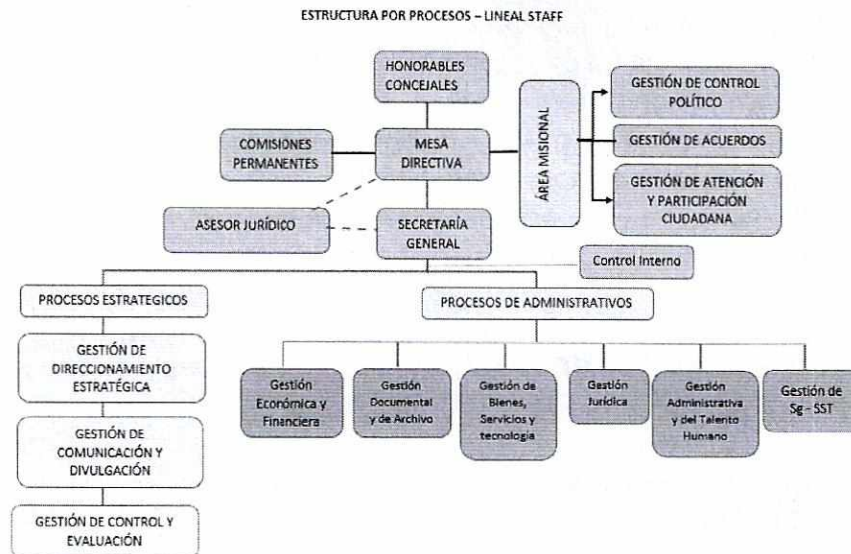 ESTRUCTURA POR PROCESOS – LINEAL STAFF
HONORABLES
CONCEJALES
COMISIONES
PERMANENTES
MESA
DIRECTIVA
ÁREA MISIONAL
GESTIÓN DE CONTROL
POLÍTICO
GESTIÓN DE ACUERDOS
GESTIÓN DE ATENCIÓN
Y PARTICIPACIÓN
CIUDADANA
ASESOR JURÍDICO
SECRETARÍA
GENERAL
Control Interno
PROCESOS ESTRATEGICOS
PROCESOS DE ADMINISTRATIVOS
GESTIÓN DE
DIRECCIONAMIENTO
ESTRATÉGICA
GESTIÓN DE
COMUNICACIÓN Y
DIVULGACIÓN
GESTIÓN DE CONTROL Y
EVALUACIÓN
Gestión
Económica y
Financiera
Gestión
Documental
y de Archivo
Gestión de
Bienes,
Servicios y
tecnología
Gestión
Jurídica
Gestión
Administrativa
y del Talento
Humano
Gestión de
Sg - SST